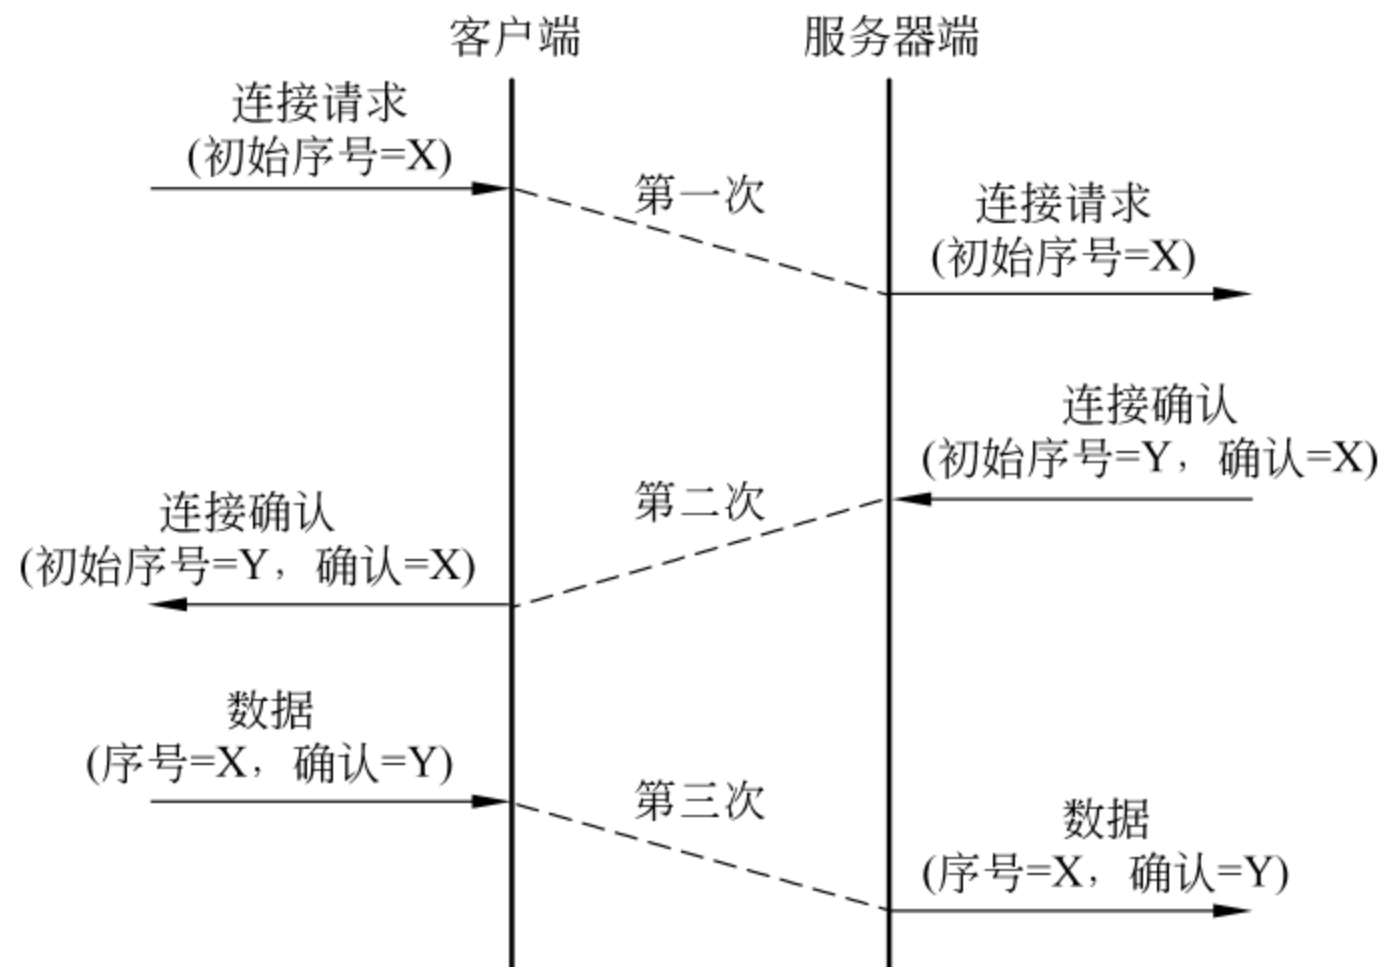 客户端
服务器端
连接请求
(初始序号=X)
第一次
连接请求
(初始序号=X)
连接确认
(初始序号=Y，确认=X)
第二次
连接确认
(初始序号=Y，确认=X)
数据
(序号=X，确认=Y)
第三次
数据
(序号=X，确认=Y)